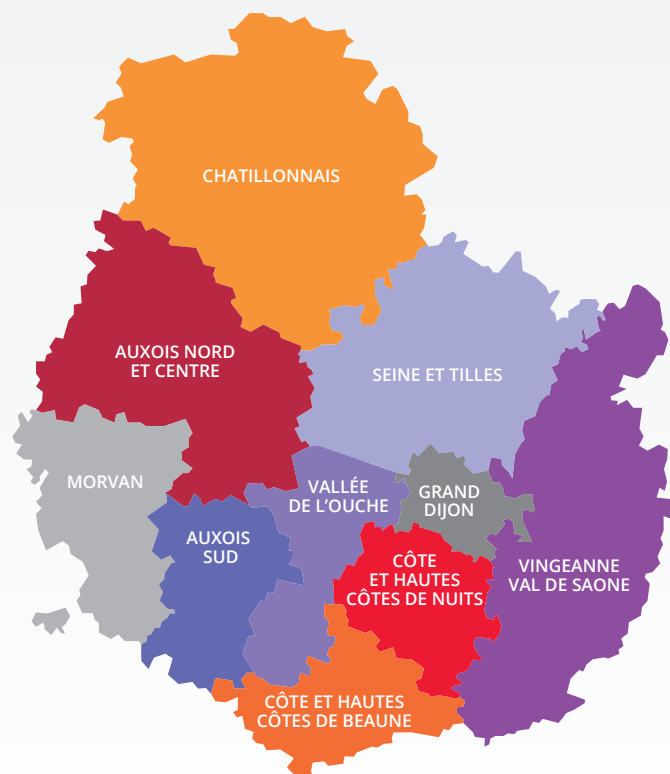 CHATILLONNAIS
AUXOIS NORD
ET CENTRE
SEINE ET TILLES
MORVAN
VALLÉE
DE L'OUCHE
GRAND
DIJON
AUXOIS
SUD
CÔTE
ET HAUTES
CÔTES DE NUITS
VINGEANNE
VAL DE SAONE
CÔTE ET HAUTES
CÔTES DE BEAUNE